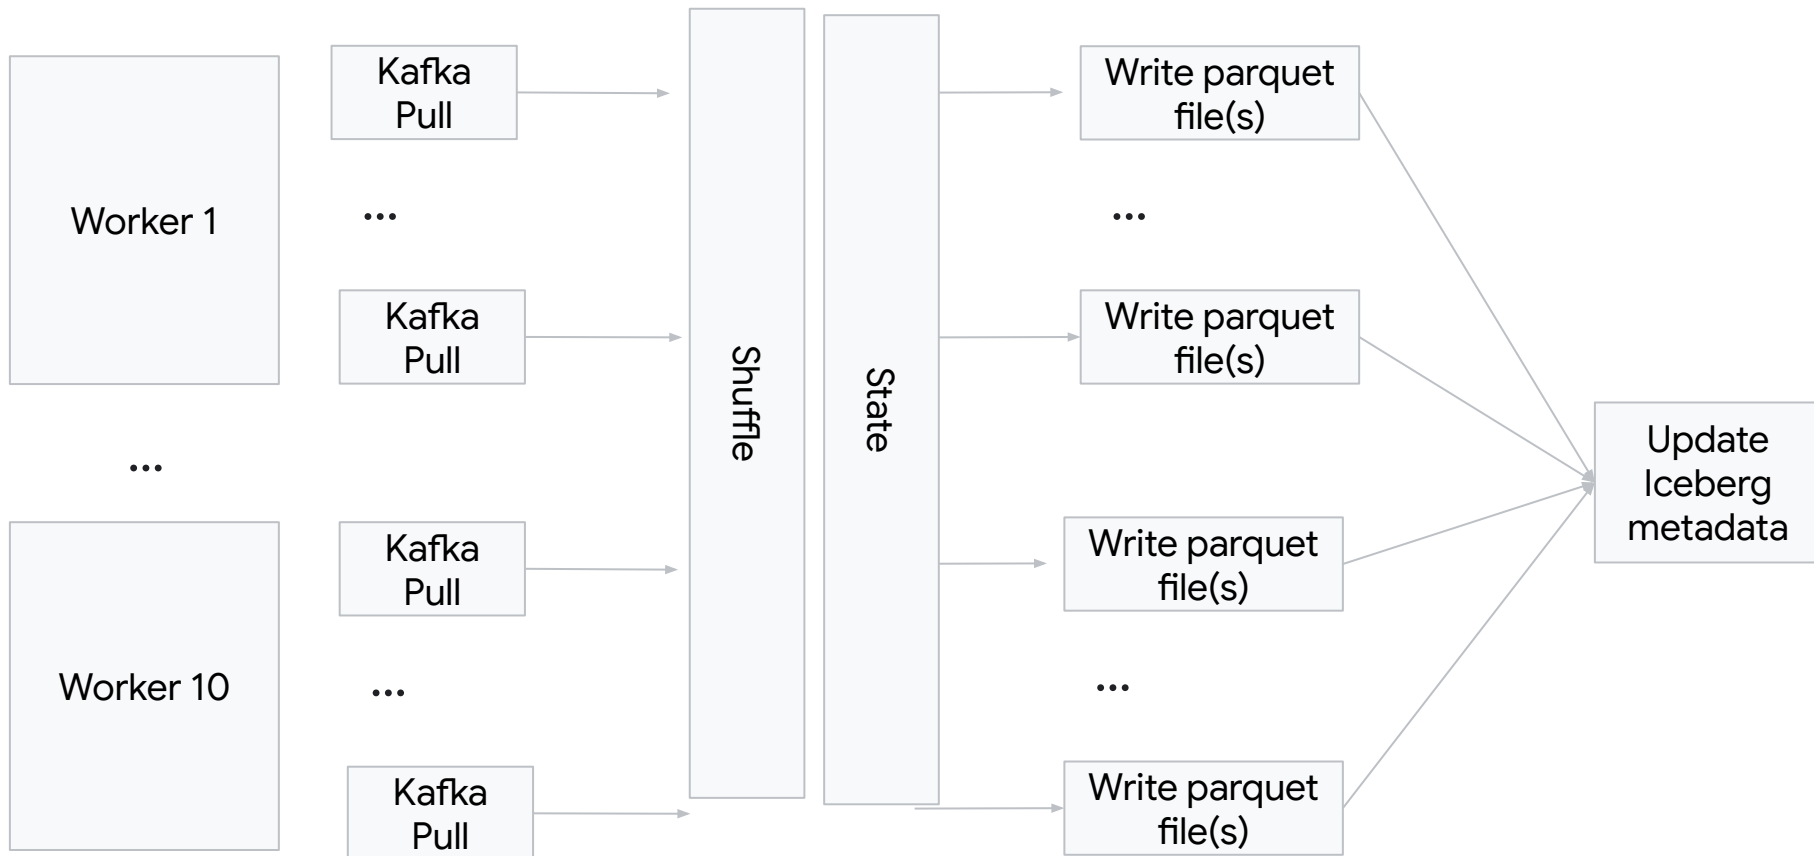 Worker 1
...
Worker 10
Kafka
Pull
...
Kafka
Pull
Kafka
Pull
...
Kafka
Pull
Shuffle
State
Write parquet
file(s)
...
Write parquet
file(s)
Write parquet
file(s)
...
Write parquet
file(s)
Update
Iceberg
metadata